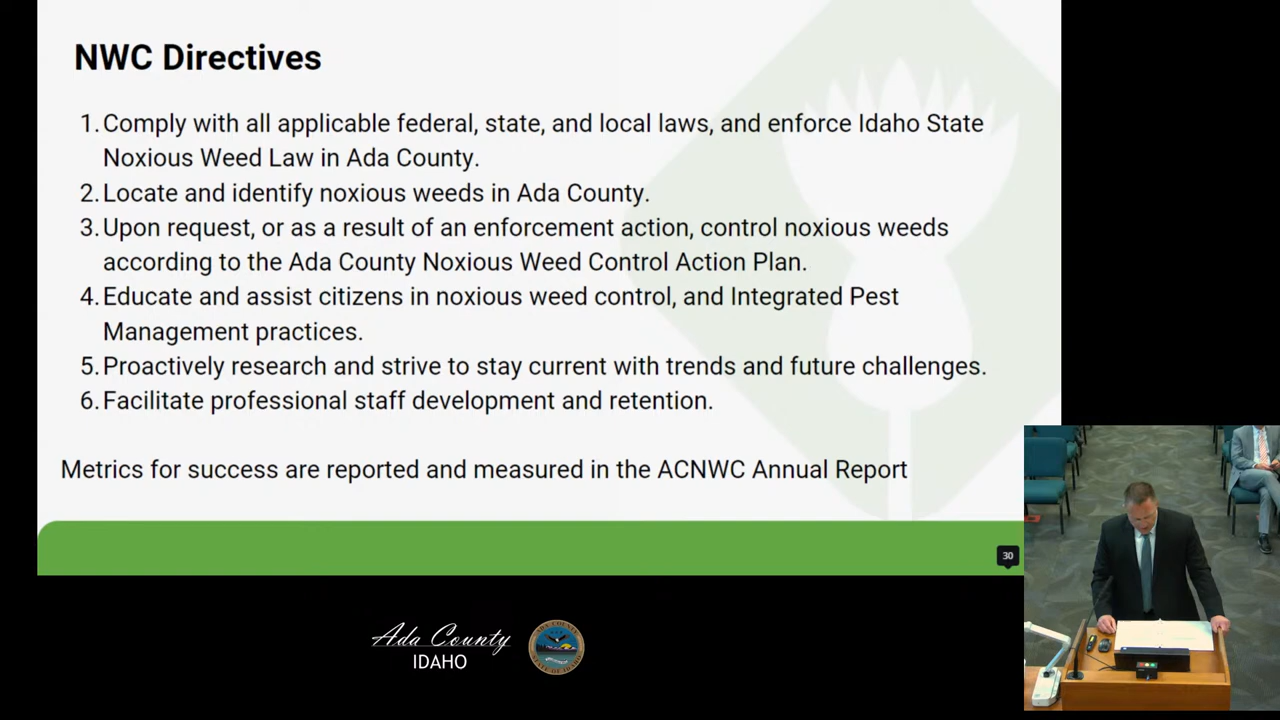 NWC Directives
1. Comply with all applicable federal, state, and local laws, and enforce Idaho State
Noxious Weed Law in Ada County.
2. Locate and identify noxious weeds in Ada County.
3. Upon request, or as a result of an enforcement action, control noxious weeds
according to the Ada County Noxious Weed Control Action Plan.
4. Educate and assist citizens in noxious weed control, and Integrated Pest
Management practices.
5. Proactively research and strive to stay current with trends and future challenges.
6. Facilitate professional staff development and retention.
Metrics for success are reported and measured in the ACNWC Annual Report
30
Ada County
IDAHO